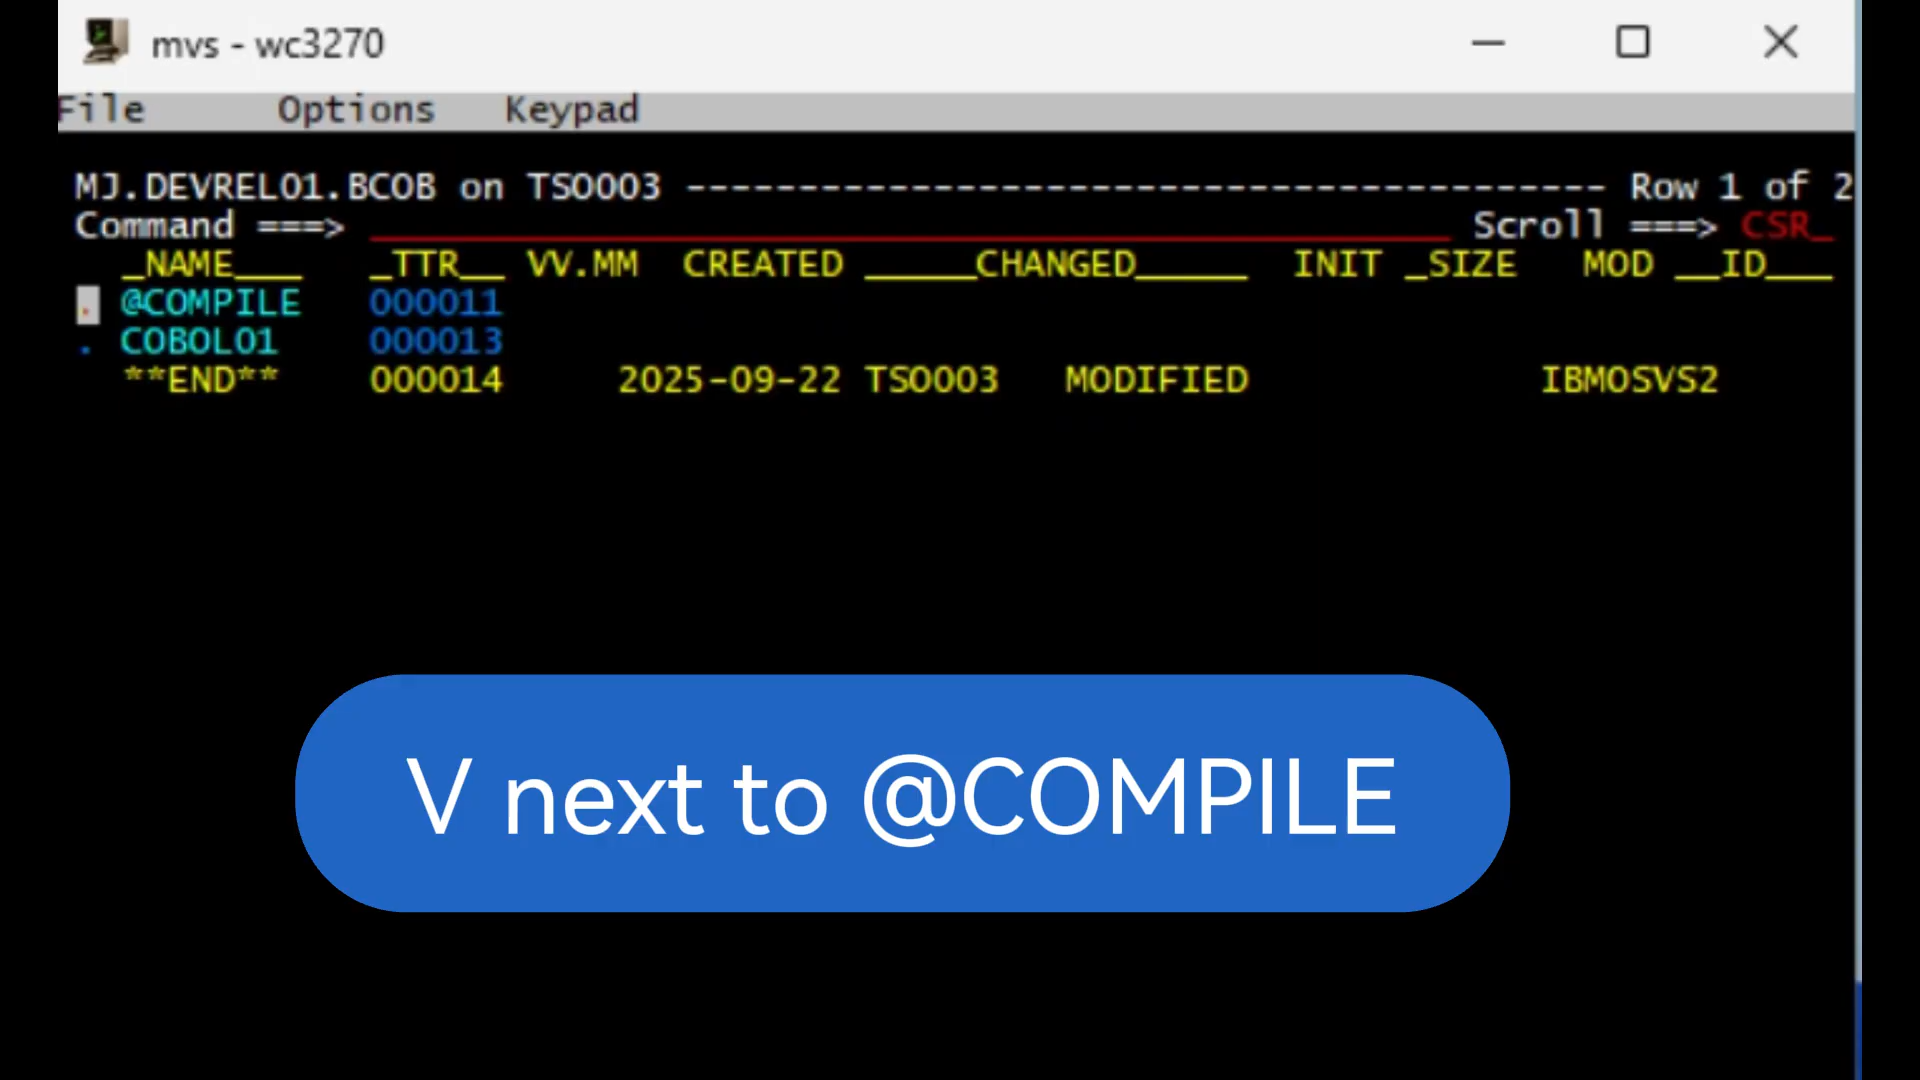 mvs - wc3270
File Options Keypad
MJ.DEVREL01.BCOB on TSO003 ----------------------------------------- Row 1 of 2
Command ===> ________________________________________________ Scroll ===> CSR_
_NAME___ _TTR__ VV.MM CREATED _____CHANGED_____ INIT _SIZE MOD __ID___
. @COMPILE 000011
. COBOL01 000013
**END** 000014 2025-09-22 TSO003 MODIFIED IBMOSVS2
V next to @COMPILE